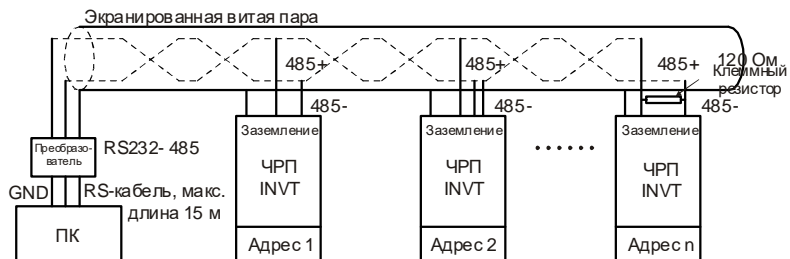 Экранированная витая пара
485+
485+
485+
120 Ом
Клеммный
резистор
485-
485-
485-
Заземление
Заземление
Заземление
Преобразо-
ватель
RS232- 485
ЧРП
INVT
ЧРП
INVT
......
ЧРП
INVT
GND
RS-кабель, макс.
длина 15 м
ПК
Адрес 1
Адрес 2
Адрес n